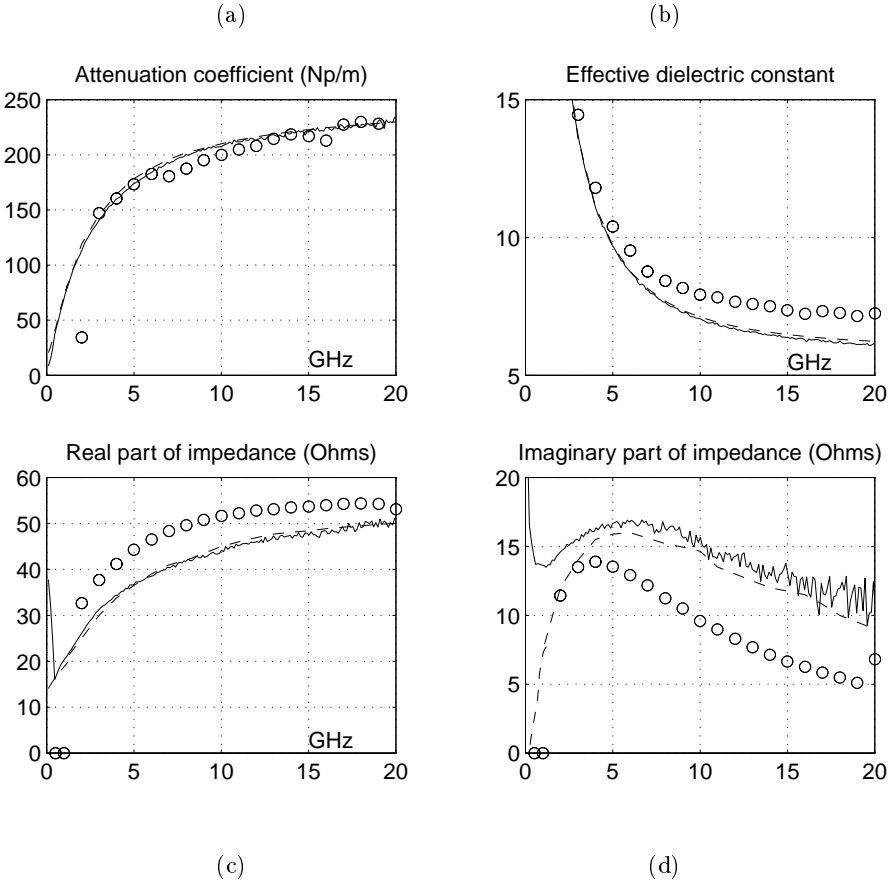 (a)
(b)
Attenuation coefficient (Np/m)
250
200
150
100
50
0
GHz
0 5 10 15 20
Effective dielectric constant
15
10
5
GHz
0 5 10 15 20
Real part of impedance (Ohms)
60
50
40
30
20
10
0
GHz
0 5 10 15 20
Imaginary part of impedance (Ohms)
20
15
10
5
0
0 5 10 15 20
(c)
(d)